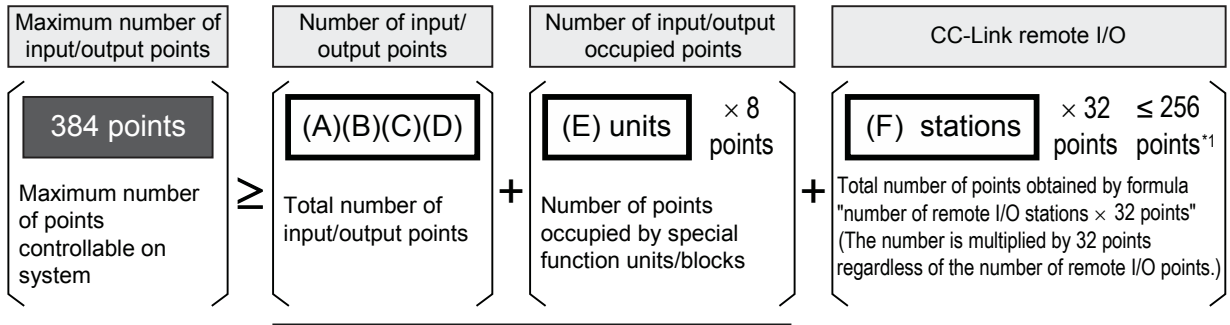 Maximum number of
input/output points
384 points
Maximum number
of points
controllable on
system
≥
Number of input/
output points
(A)(B)(C)(D)
Total number of
input/output points
+
Number of input/output
occupied points
(E) units × 8
points
Number of points
occupied by special
function units/blocks
+
CC-Link remote I/O
(F) stations × 32 ≤ 256
points points*1
Total number of points obtained by formula
"number of remote I/O stations × 32 points"
(The number is multiplied by 32 points
regardless of the number of remote I/O points.)